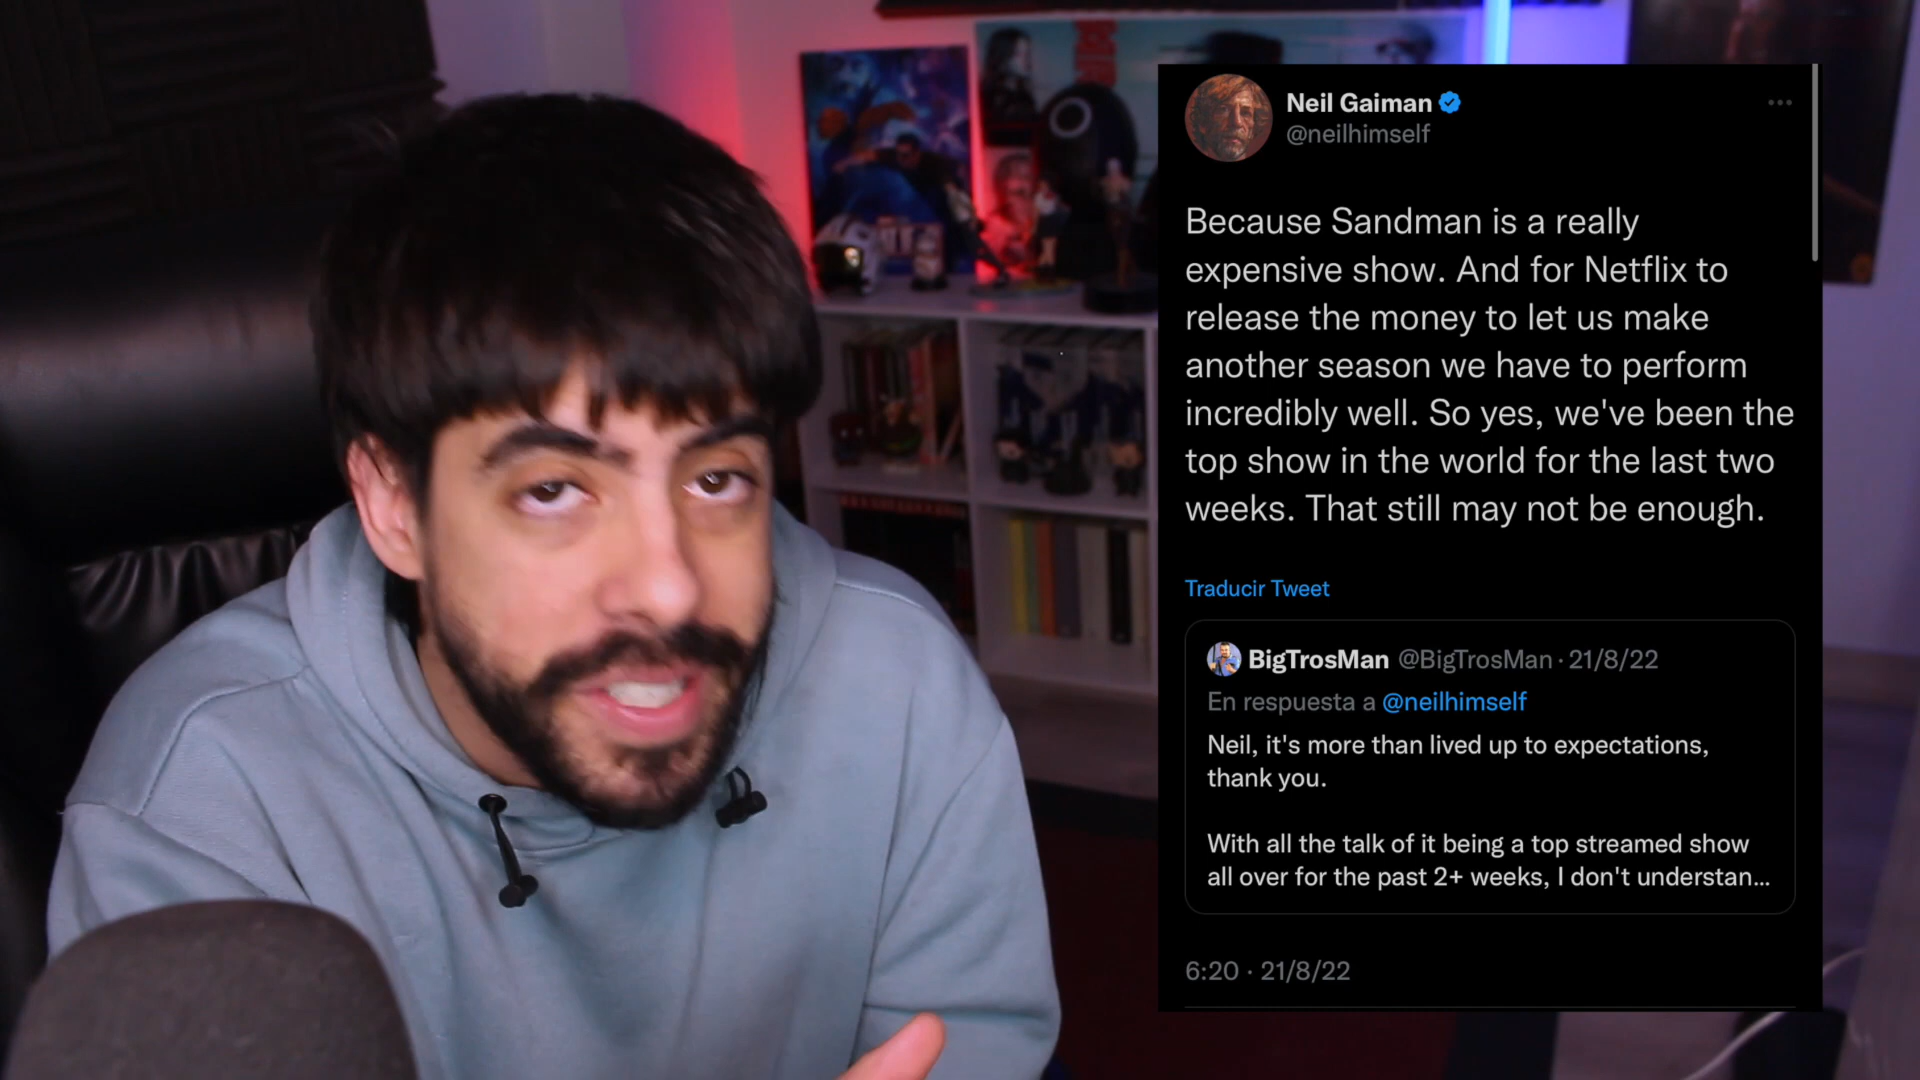 Neil Gaiman
@neilhimself
Because Sandman is a really
expensive show. And for Netflix to
release the money to let us make
another season we have to perform
incredibly well. So yes, we've been the
top show in the world for the last two
weeks. That still may not be enough.
Traducir Tweet
BigTrosMan @BigTrosMan · 21/8/22
En respuesta a @neilhimself
Neil, it's more than lived up to expectations,
thank you.
With all the talk of it being a top streamed show
all over for the past 2+ weeks, I don't understan...
6:20 · 21/8/22